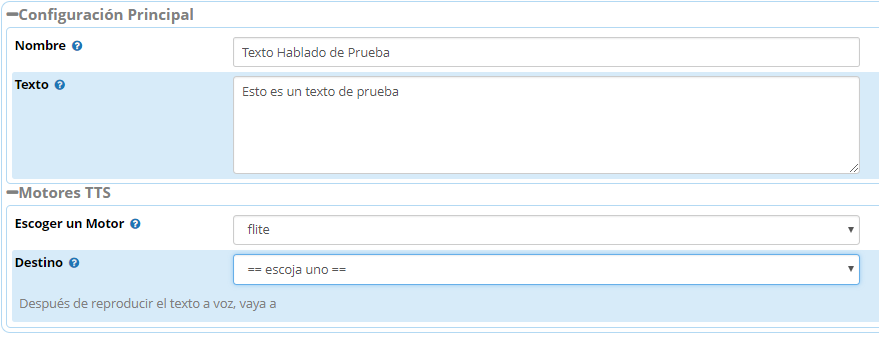 Configuración Principal
Nombre
Texto Hablado de Prueba
Texto
Esto es un texto de prueba
Motores TTS
Escoger un Motor
flite
Destino
== escoja uno ==
Después de reproducir el texto a voz, vaya a